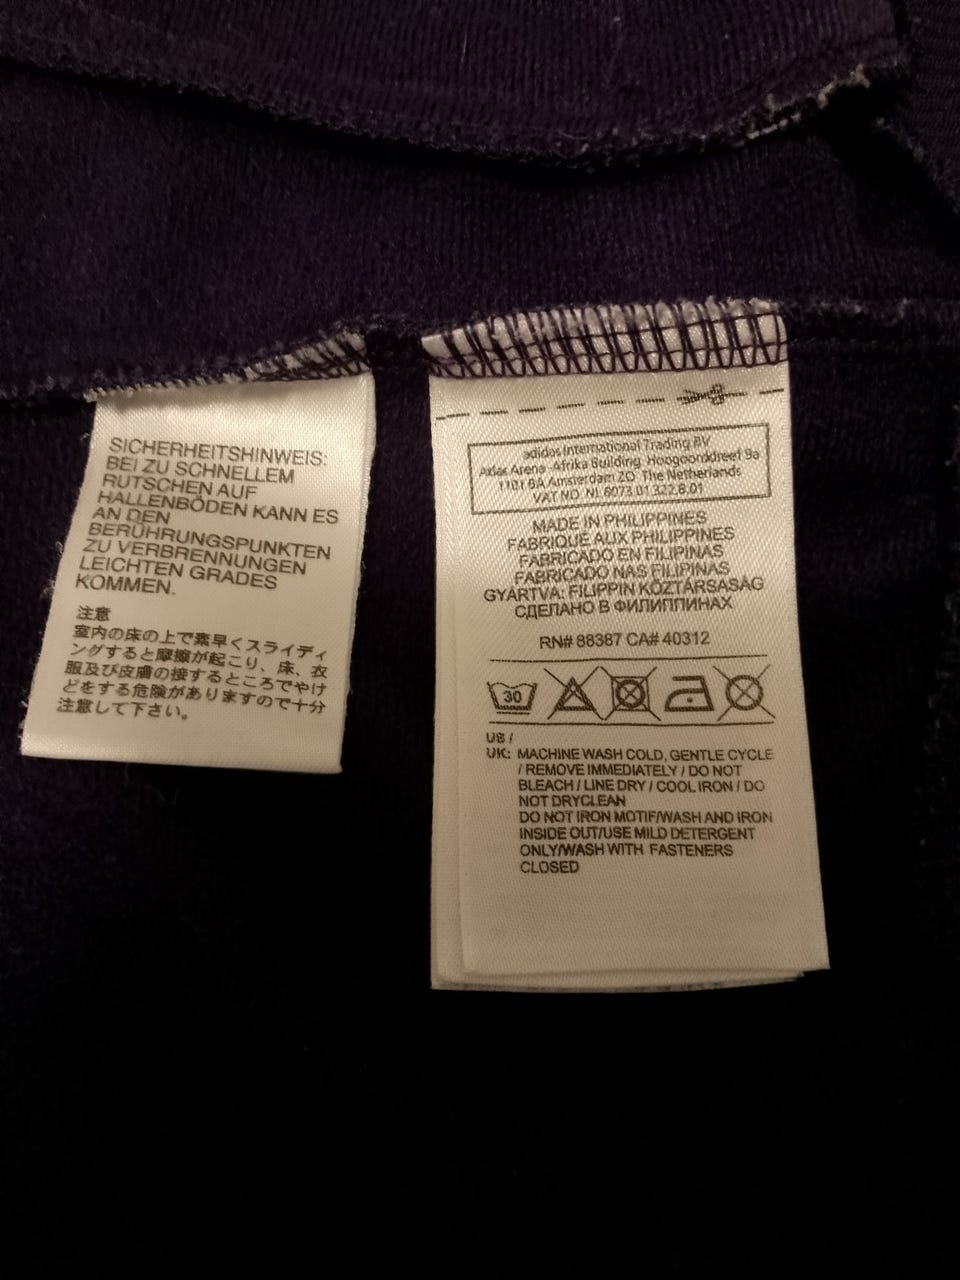 SICHERHEITSHINWEIS:
BEI ZU SCHNELLEM
RUTSCHEN AUF
HALLENBÖDEN KANN ES
AN DEN
BERÜHRUNGSPUNKTEN
ZU VERBRENNUNGEN
LEICHTEN GRADES
KOMMEN.
注意
室内の床の上で素早くスライディ
ングすると摩擦が起こり、床、衣
服及び皮膚の接するところでやけ
どをする危険がありますので十分
注意して下さい。
adidas International Trading BV
Atlas Arena -Afrika Building Hoogoorddreef 9a
1101 BA Amsterdam ZO The Netherlands
VAT NO NL 8073.01.322.B.01
MADE IN PHILIPPINES
FABRIQUÉ AUX PHILIPPINES
FABRICADO EN FILIPINAS
FABRICADO NAS FILIPINAS
GYÁRTVA: FILIPPIN KÖZTÁRSASÁG
СДЕЛАНО В ФИЛИППИНАХ
RN# 88387 CA# 40312
30
US /
UK: MACHINE WASH COLD, GENTLE CYCLE
/ REMOVE IMMEDIATELY / DO NOT
BLEACH / LINE DRY / COOL IRON / DO
NOT DRYCLEAN
DO NOT IRON MOTIF/WASH AND IRON
INSIDE OUT/USE MILD DETERGENT
ONLY/WASH WITH FASTENERS
CLOSED